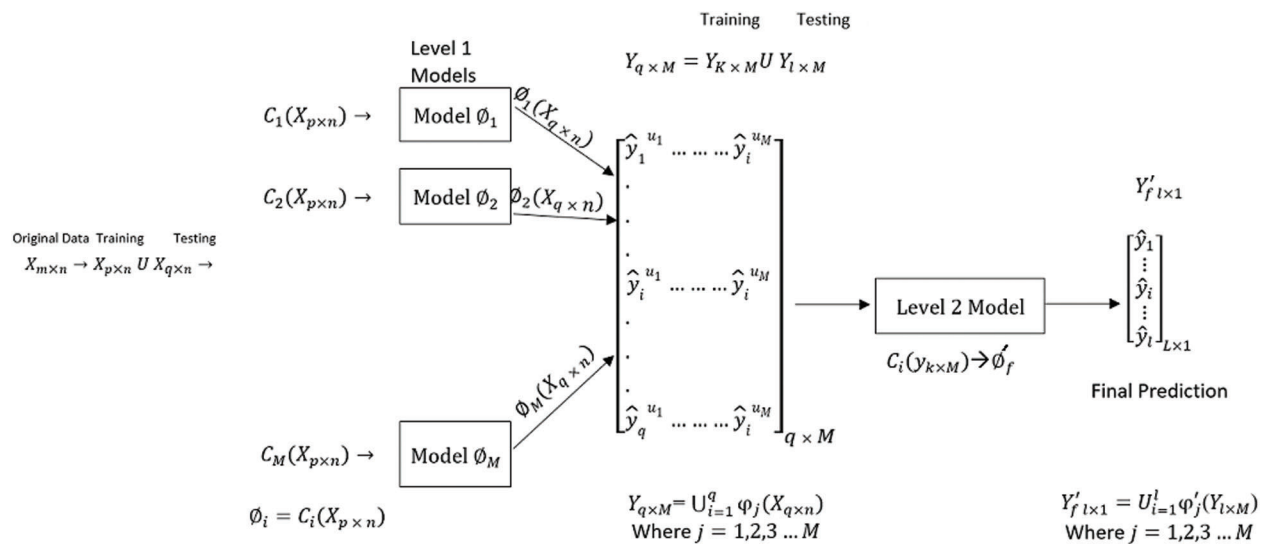 Training Testing
Y_{q × M} = Y_{K × M} U Y_{l × M}
Level 1
Models
C_1(X_{p×n}) →
Model ∅_1
∅_1(X_{q × n})
C_2(X_{p×n}) →
Model ∅_2
∅_2(X_{q × n})
Original Data Training Testing
X_{m×n} → X_{p×n} U X_{q×n} →
C_M(X_{p×n}) →
Model ∅_M
∅_M(X_{q × n})
∅_i = C_i(X_{p × n})
ŷ_1^{u_1} ... ... ... ŷ_i^{u_M}
.
.
.
ŷ_i^{u_1} ... ... ... ŷ_i^{u_M}
.
.
.
ŷ_q^{u_1} ... ... ... ŷ_i^{u_M}
q × M
Y_{q×M} = ⋃_{i=1}^{q} φ_j(X_{q×n})
Where j = 1,2,3 ... M
Level 2 Model
C_i(y_{k×M})→∅́_f
Y′_{f l×1}
ŷ_1
⋮
ŷ_i
⋮
ŷ_l
L×1
Final Prediction
Y′_{f l×1} = U_{i=1}^{l} φ′_j(Y_{l×M})
Where j = 1,2,3 ... M